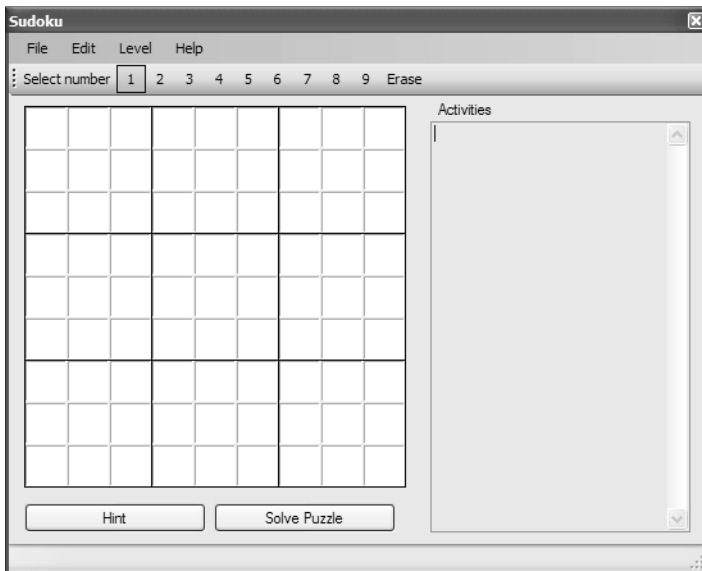 Sudoku
File Edit Level Help
Select number 1 2 3 4 5 6 7 8 9 Erase
Activities
Hint Solve Puzzle